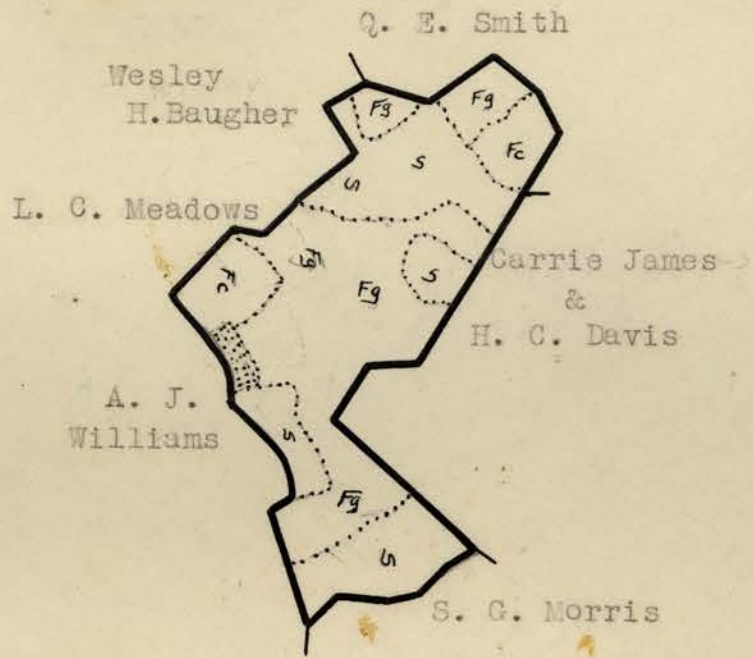 Q. E. Smith
Wesley
H.Baugher
Fg
Fg
Fc
S
S
L. C. Meadows
Fg
Fc
Fg
S
Carrie James
&
H. C. Davis
A. J.
Williams
S
Fg
S
S. G. Morris